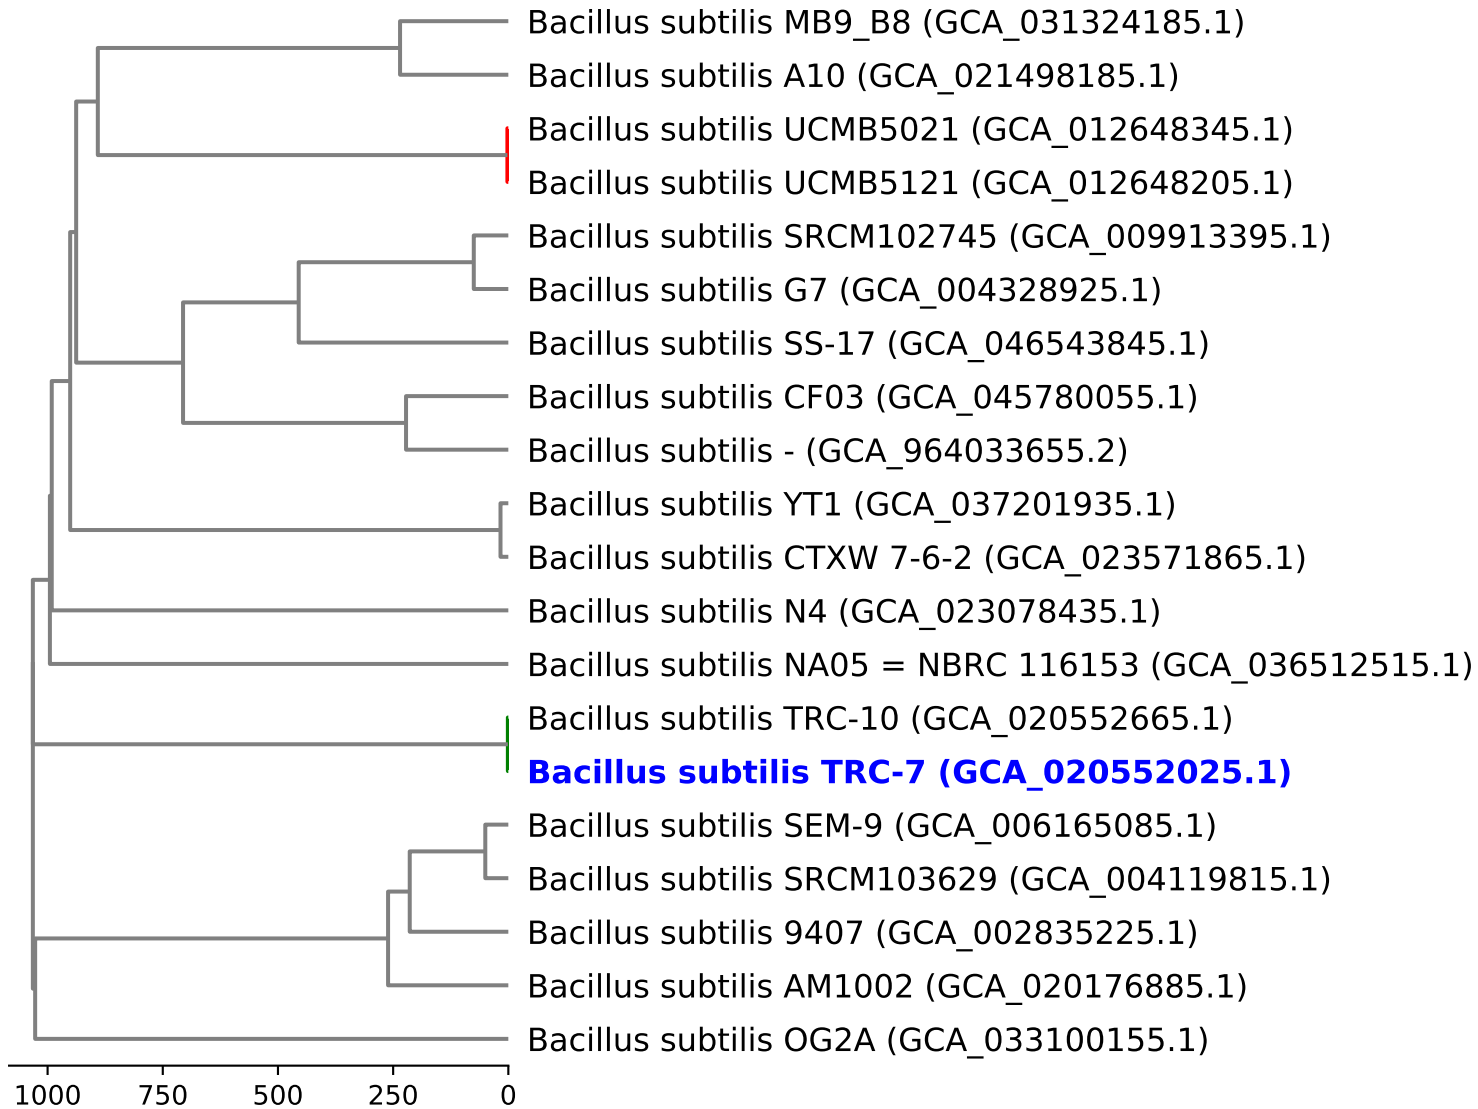 Bacillus subtilis MB9_B8 (GCA_031324185.1)
Bacillus subtilis A10 (GCA_021498185.1)
Bacillus subtilis UCMB5021 (GCA_012648345.1)
Bacillus subtilis UCMB5121 (GCA_012648205.1)
Bacillus subtilis SRCM102745 (GCA_009913395.1)
Bacillus subtilis G7 (GCA_004328925.1)
Bacillus subtilis SS-17 (GCA_046543845.1)
Bacillus subtilis CF03 (GCA_045780055.1)
Bacillus subtilis - (GCA_964033655.2)
Bacillus subtilis YT1 (GCA_037201935.1)
Bacillus subtilis CTXW 7-6-2 (GCA_023571865.1)
Bacillus subtilis N4 (GCA_023078435.1)
Bacillus subtilis NA05 = NBRC 116153 (GCA_036512515.1)
Bacillus subtilis TRC-10 (GCA_020552665.1)
Bacillus subtilis TRC-7 (GCA_020552025.1)
Bacillus subtilis SEM-9 (GCA_006165085.1)
Bacillus subtilis SRCM103629 (GCA_004119815.1)
Bacillus subtilis 9407 (GCA_002835225.1)
Bacillus subtilis AM1002 (GCA_020176885.1)
Bacillus subtilis OG2A (GCA_033100155.1)
1000 750 500 250 0